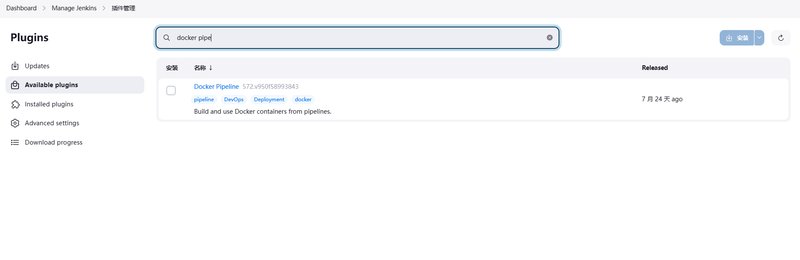 Dashboard > Manage Jenkins > 插件管理
Plugins
docker pipe
安装
Updates
Available plugins
Installed plugins
Advanced settings
Download progress
安装 名称 ↓ Released
Docker Pipeline 572.v950f58993843
pipeline DevOps Deployment docker
Build and use Docker containers from pipelines.
7 月 24 天 ago